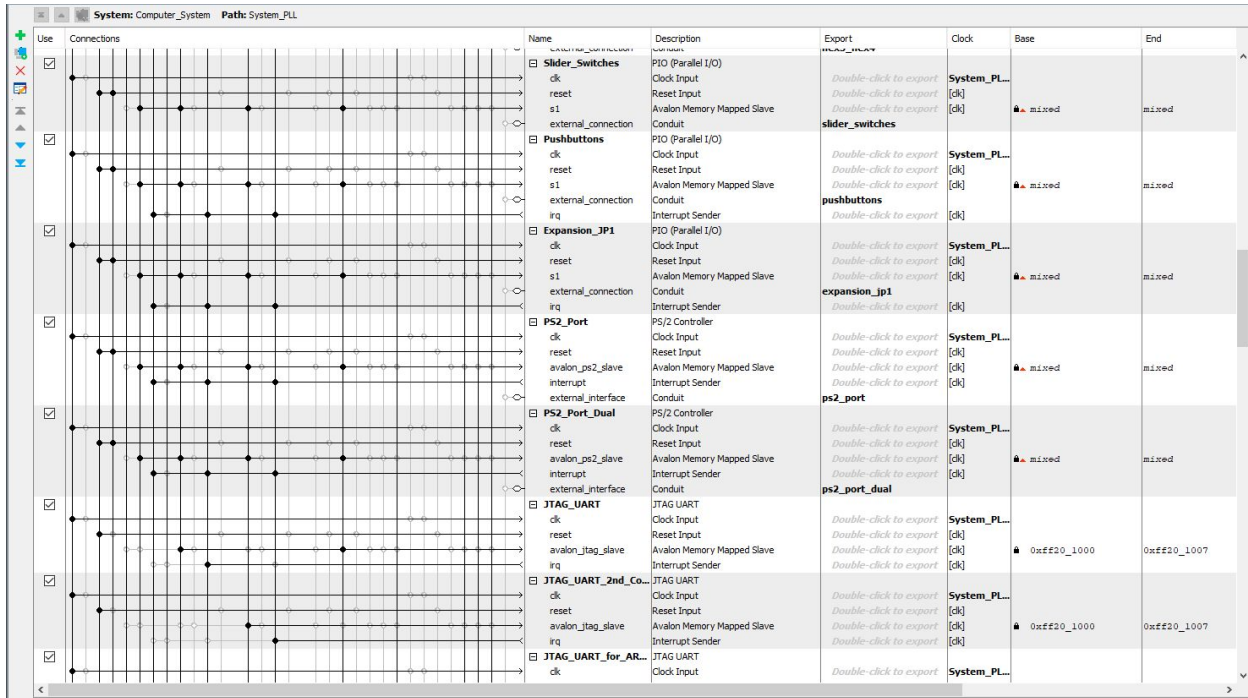 System: Computer_System Path: System_PLL
Use Connections Name Description Export Clock Base End
external_connection Conduit hex5_hex4
Slider_Switches PIO (Parallel I/O)
clk Clock Input Double-click to export System_PL...
reset Reset Input Double-click to export [clk]
s1 Avalon Memory Mapped Slave Double-click to export [clk] mixed mixed
external_connection Conduit slider_switches
Pushbuttons PIO (Parallel I/O)
clk Clock Input Double-click to export System_PL...
reset Reset Input Double-click to export [clk]
s1 Avalon Memory Mapped Slave Double-click to export [clk] mixed mixed
external_connection Conduit pushbuttons
irq Interrupt Sender Double-click to export [clk]
Expansion_JP1 PIO (Parallel I/O)
clk Clock Input Double-click to export System_PL...
reset Reset Input Double-click to export [clk]
s1 Avalon Memory Mapped Slave Double-click to export [clk] mixed mixed
external_connection Conduit expansion_jp1
irq Interrupt Sender Double-click to export [clk]
PS2_Port PS/2 Controller
clk Clock Input Double-click to export System_PL...
reset Reset Input Double-click to export [clk]
avalon_ps2_slave Avalon Memory Mapped Slave Double-click to export [clk] mixed mixed
interrupt Interrupt Sender Double-click to export [clk]
external_interface Conduit ps2_port
PS2_Port_Dual PS/2 Controller
clk Clock Input Double-click to export System_PL...
reset Reset Input Double-click to export [clk]
avalon_ps2_slave Avalon Memory Mapped Slave Double-click to export [clk] mixed mixed
interrupt Interrupt Sender Double-click to export [clk]
external_interface Conduit ps2_port_dual
JTAG_UART JTAG UART
clk Clock Input Double-click to export System_PL...
reset Reset Input Double-click to export [clk]
avalon_jtag_slave Avalon Memory Mapped Slave Double-click to export [clk] 0xff20_1000 0xff20_1007
irq Interrupt Sender Double-click to export [clk]
JTAG_UART_2nd_Co... JTAG UART
clk Clock Input Double-click to export System_PL...
reset Reset Input Double-click to export [clk]
avalon_jtag_slave Avalon Memory Mapped Slave Double-click to export [clk] 0xff20_1000 0xff20_1007
irq Interrupt Sender Double-click to export [clk]
JTAG_UART_for_AR... JTAG UART
clk Clock Input Double-click to export System_PL...